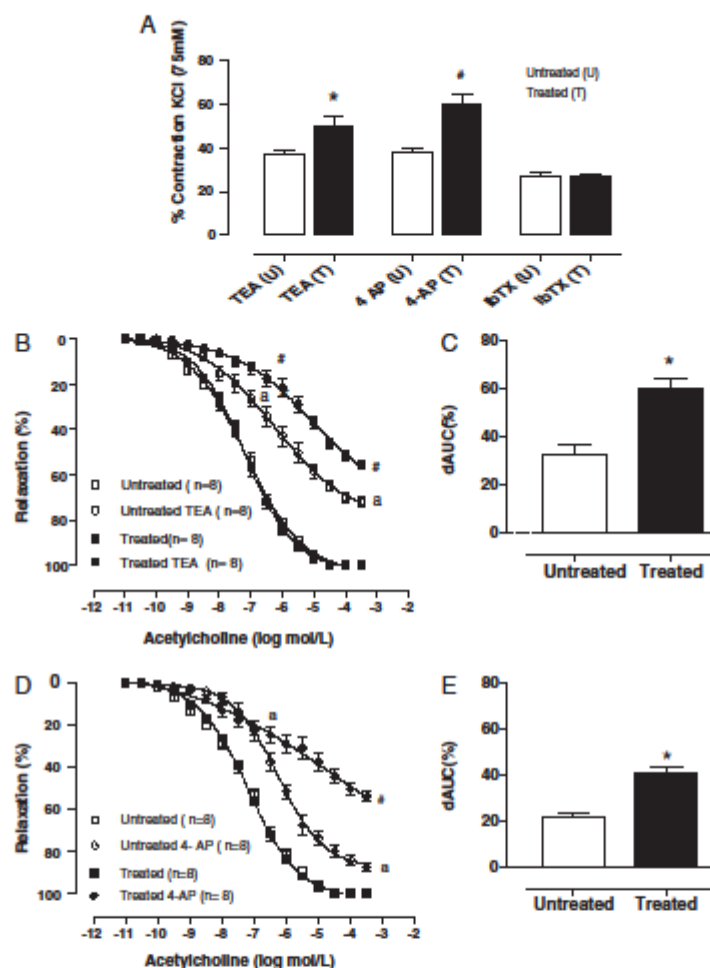 A
% Contraction KCl (75mM)
80
60
40
20
0
*
#
Untreated (U)
Treated (T)
TEA (U)
TEA (T)
4 AP (U)
4-AP (T)
IbTX (U)
IbTX (T)
B
Relaxation (%)
0
20
40
60
80
100
#
a
#
a
Untreated ( n=8)
Untreated TEA ( n=8)
Treated(n= 8)
Treated TEA (n= 8)
-12 -11 -10 -9 -8 -7 -6 -5 -4 -3 -2
Acetylcholine (log mol/L)
C
dAUC(%)
80
60
40
20
0
*
Untreated Treated
D
Relaxation (%)
0
20
40
60
80
100
a
#
a
Untreated ( n=8)
Untreated 4- AP ( n=8)
Treated (n=8)
Treated 4-AP (n= 8)
-12 -11 -10 -9 -8 -7 -6 -5 -4 -3 -2
Acetylcholine (log mol/L)
E
dAUC(%)
80
60
40
20
0
*
Untreated Treated